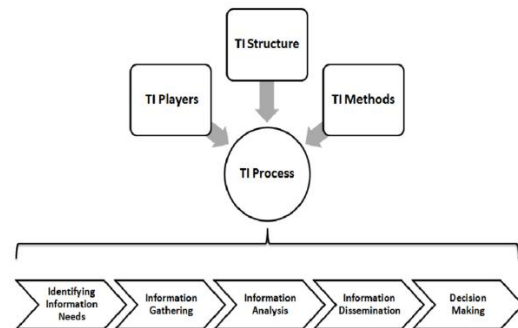 TI Structure
TI Players
TI Methods
TI Process
Identifying
Information
Needs
Information
Gathering
Information
Analysis
Information
Dissemination
Decision
Making